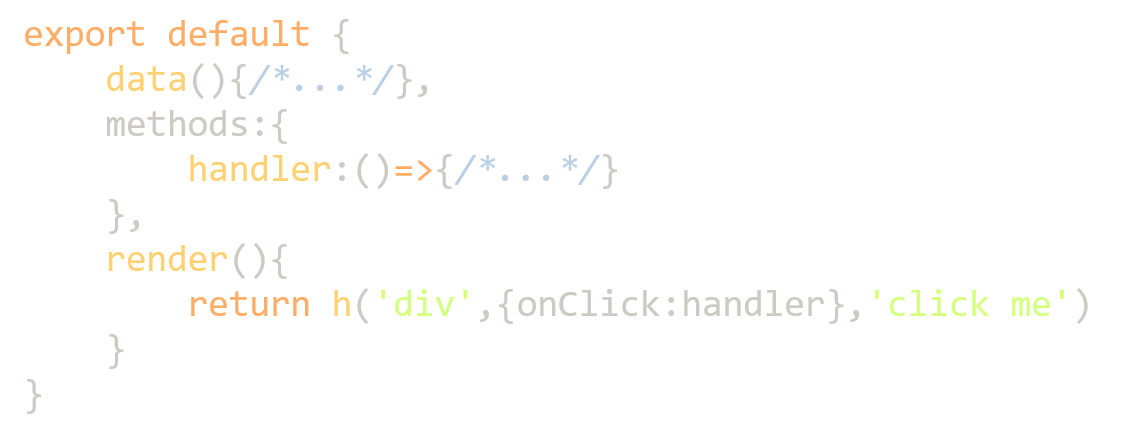 export default {
    data(){/*...*/},
    methods:{
        handler:()=>{/*...*/}
    },
    render(){
        return h('div',{onClick:handler},'click me')
    }
}